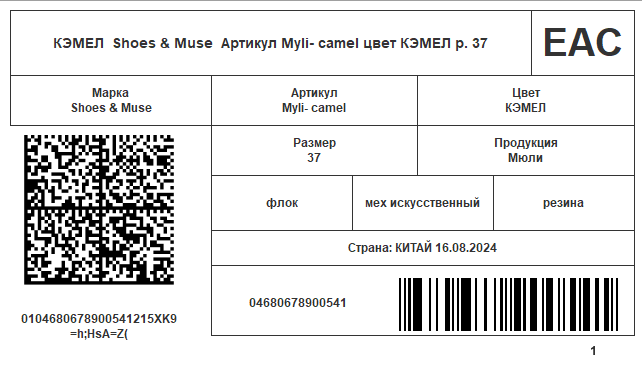 КЭМЕЛ Shoes & Muse Артикул Myli- camel цвет КЭМЕЛ р. 37
EAC
Марка
Shoes & Muse
Артикул
Myli- camel
Цвет
КЭМЕЛ
Размер
37
Продукция
Мюли
флок
мех искусственный
резина
Страна: КИТАЙ 16.08.2024
04680678900541
0104680678900541215XK9
=h;HsA=Z(
1